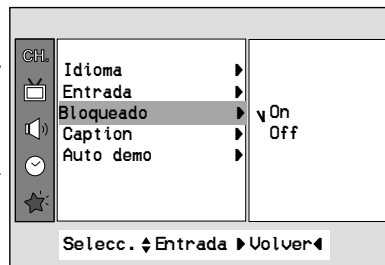 CH.
Idioma
Entrada
Bloqueado
Caption
Auto demo
On
Off
Selecc. Entrada Volver